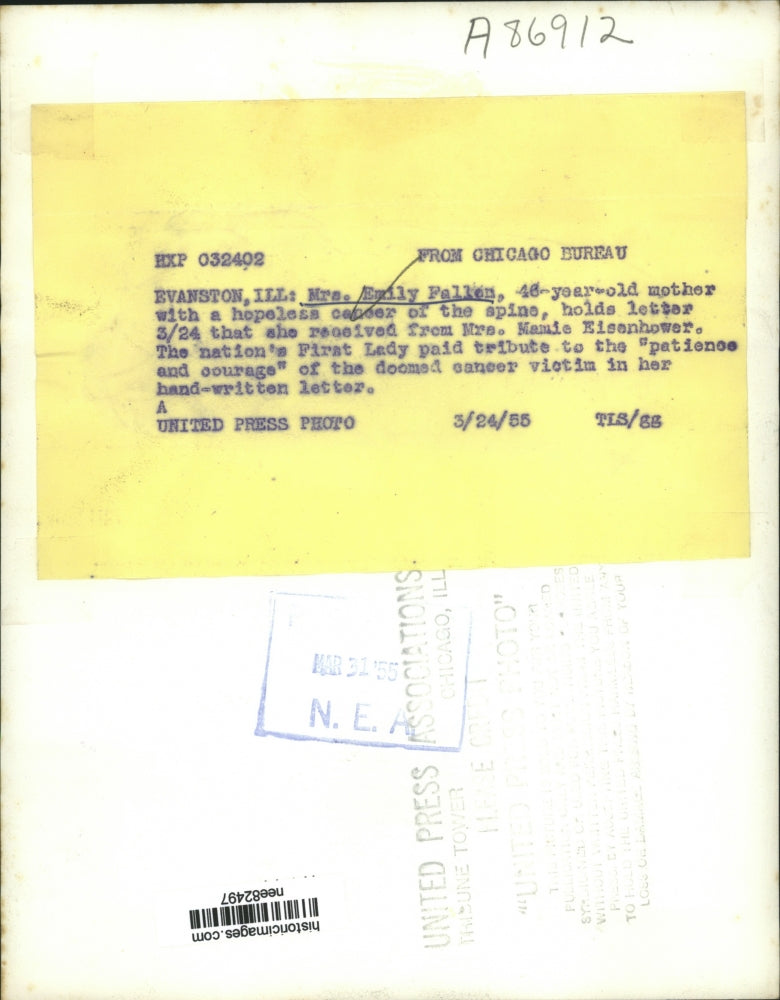 A86912
HXP 032402 FROM CHICAGO BUREAU
EVANSTON, ILL: Mrs. Emily Fallon, 46-year-old mother
with a hopeless cancer of the spine, holds letter
3/24 that she received from Mrs. Mamie Eisenhower.
The nation's First Lady paid tribute to the "patience
and courage" of the doomed cancer victim in her
hand-written letter.
A
UNITED PRESS PHOTO 3/24/55 TLS/gg
MAR 31 '55
N. E. A
UNITED PRESS ASSOCIATIONS
TRIBUNE TOWER CHICAGO, ILL
"UNITED PRESS PHOTO"
historicimages.com
nee82497